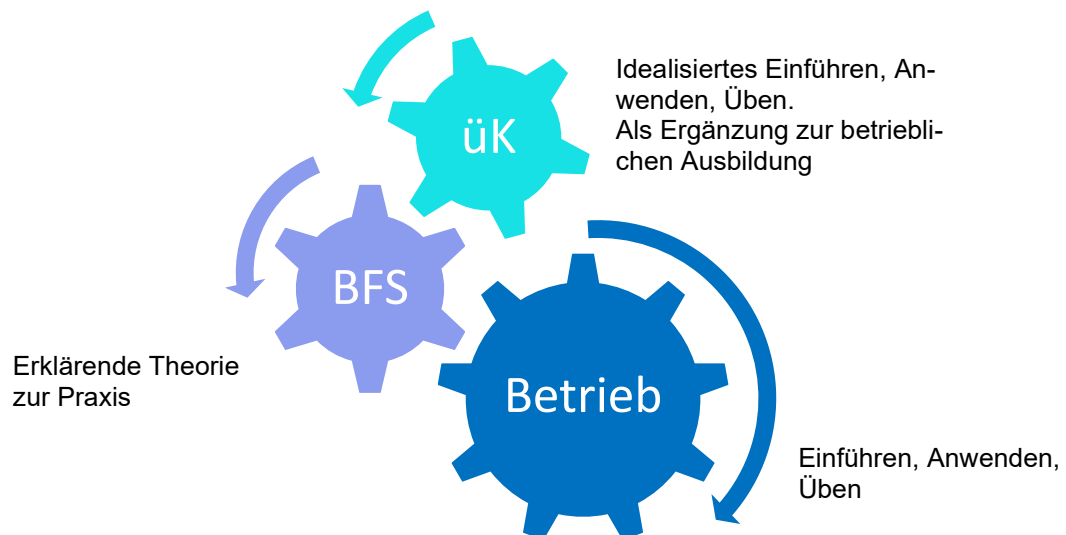 Idealisiertes Einführen, An-
wenden, Üben.
Als Ergänzung zur betriebli-
chen Ausbildung
üK
BFS
Erklärende Theorie
zur Praxis
Betrieb
Einführen, Anwenden,
Üben